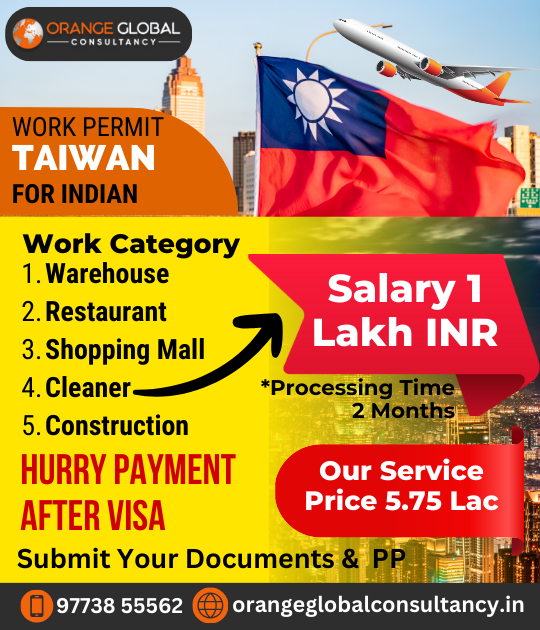 ORANGE GLOBAL
CONSULTANCY
WORK PERMIT
TAIWAN
FOR INDIAN
Work Category
1. Warehouse
2. Restaurant
3. Shopping Mall
4. Cleaner
5. Construction
Salary 1
Lakh INR
*Processing Time
2 Months
HURRY PAYMENT
AFTER VISA
Our Service
Price 5.75 Lac
Submit Your Documents & PP
97738 55562 orangeglobalconsultancy.in